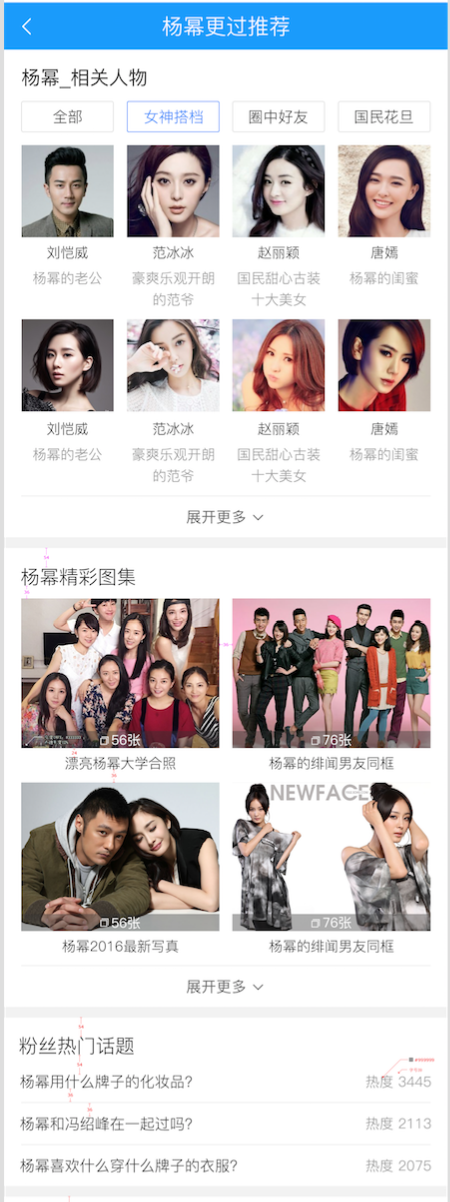 杨幂更过推荐
杨幂_相关人物
全部 女神搭档 圈中好友 国民花旦
刘恺威 范冰冰 赵丽颖 唐嫣
杨幂的老公 豪爽乐观开朗 国民甜心古装 杨幂的闺蜜
的范爷 十大美女
刘恺威 范冰冰 赵丽颖 唐嫣
杨幂的老公 豪爽乐观开朗 国民甜心古装 杨幂的闺蜜
的范爷 十大美女
展开更多
杨幂精彩图集
56张 76张
漂亮杨幂大学合照 杨幂的绯闻男友同框
NEWFACE
56张 76张
杨幂2016最新写真 杨幂的绯闻男友同框
展开更多
粉丝热门话题
杨幂用什么牌子的化妆品? 热度 3445
杨幂和冯绍峰在一起过吗? 热度 2113
杨幂喜欢什么穿什么牌子的衣服? 热度 2075